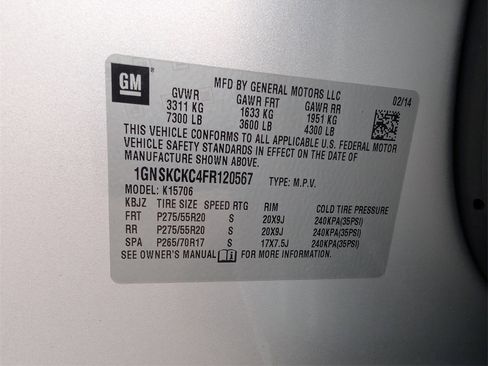 GM
MFD BY GENERAL MOTORS LLC
GVWR GAWR FRT GAWR RR 02/14
3311 KG 1633 KG 1951 KG
7300 LB 3600 LB 4300 LB
THIS VEHICLE CONFORMS TO ALL APPLICABLE U.S. FEDERAL MOTOR
VEHICLE SAFETY AND THEFT PREVENTION STANDARDS IN EFFECT ON THE DATE OF
MANUFACTURE SHOWN ABOVE.
1GNSKCKC4FR120567 TYPE: M.P.V.
MODEL: K15706
KBJZ TIRE SIZE SPEED RTG RIM COLD TIRE PRESSURE
FRT P275/55R20 S 20X9J 240KPA(35PSI)
RR P275/55R20 S 20X9J 240KPA(35PSI)
SPA P265/70R17 S 17X7.5J 240KPA(35PSI)
SEE OWNER'S MANUAL FOR MORE INFORMATION.